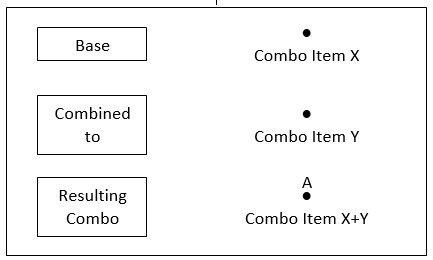 Base
Combo Item X
Combined
to
Combo Item Y
Resulting
Combo
A
Combo Item X+Y